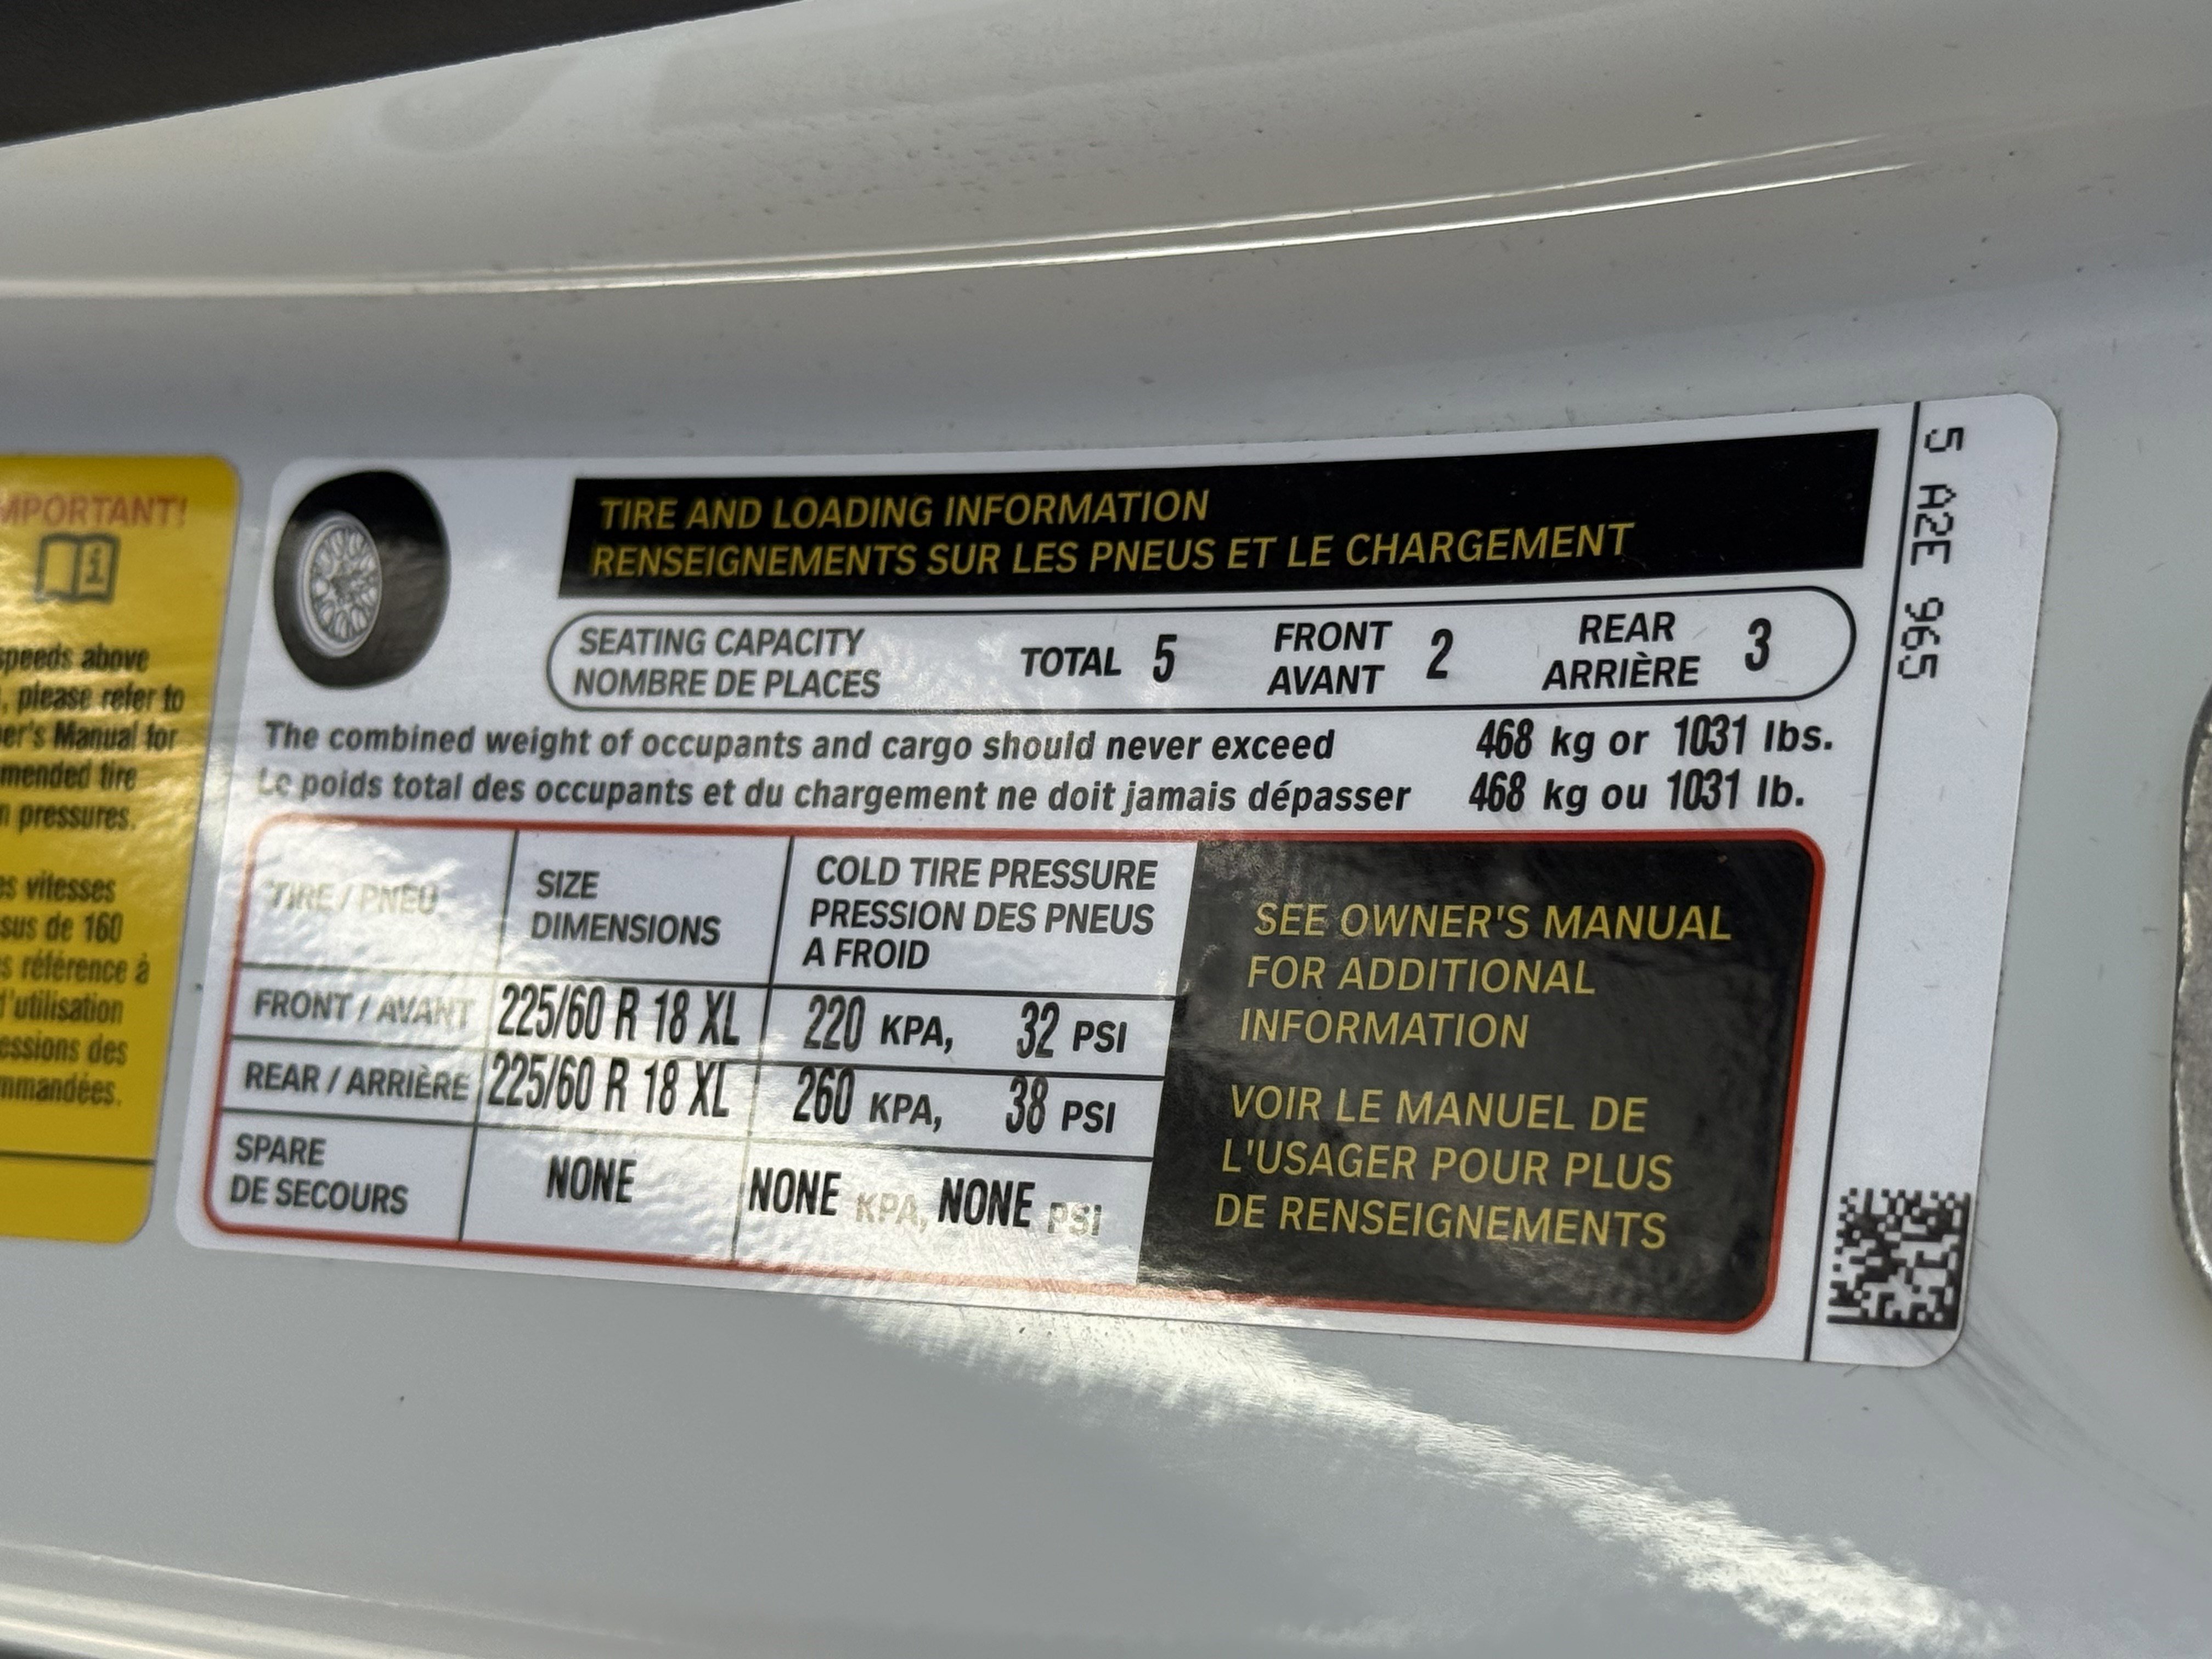 MPORTANT!
speeds above
, please refer to
er's Manual for
mended tire
n pressures.
es vitesses
sus de 160
s référence à
l'utilisation
essions des
mmandées.
TIRE AND LOADING INFORMATION
RENSEIGNEMENTS SUR LES PNEUS ET LE CHARGEMENT
SEATING CAPACITY
NOMBRE DE PLACES
TOTAL 5
FRONT
AVANT
2
REAR
ARRIÈRE
3
The combined weight of occupants and cargo should never exceed 468 kg or 1031 lbs.
Le poids total des occupants et du chargement ne doit jamais dépasser 468 kg ou 1031 lb.
TIRE / PNEU
SIZE
DIMENSIONS
COLD TIRE PRESSURE
PRESSION DES PNEUS
A FROID
FRONT / AVANT 225/60 R 18 XL 220 KPA, 32 PSI
REAR / ARRIÈRE 225/60 R 18 XL 260 KPA, 38 PSI
SPARE
DE SECOURS
NONE NONE KPA, NONE PSI
SEE OWNER'S MANUAL
FOR ADDITIONAL
INFORMATION
VOIR LE MANUEL DE
L'USAGER POUR PLUS
DE RENSEIGNEMENTS
5 A2E 965